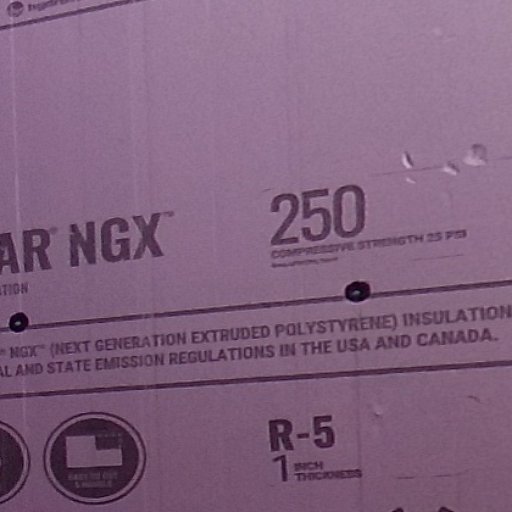 AR® NGX™
250
COMPRESSIVE STRENGTH 25 PSI
TION
® NGX™ (NEXT GENERATION EXTRUDED POLYSTYRENE) INSULATION
AL AND STATE EMISSION REGULATIONS IN THE USA AND CANADA.
R-5
1 INCH
THICKNESS